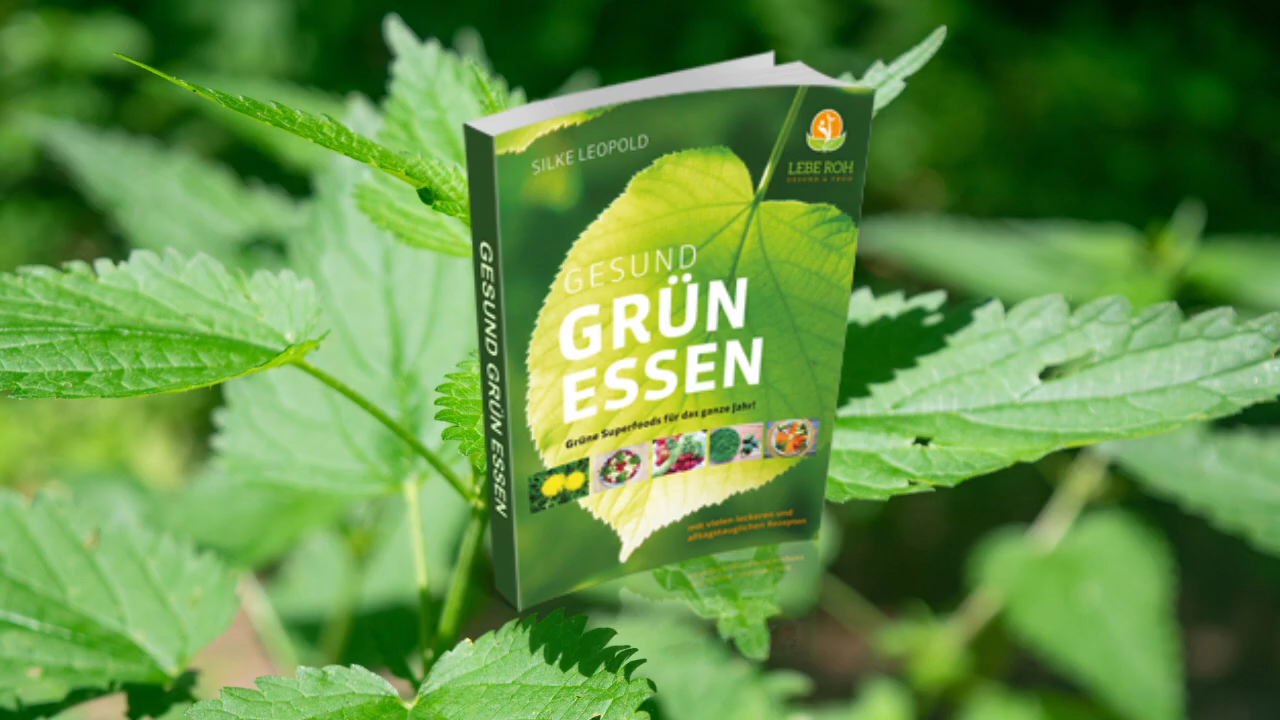 SILKE LEOPOLD
LEBE ROH
GESUND
GRÜN
ESSEN
Grüne Superfoods für das ganze Jahr!
mit vielen leckeren und
alltagstauglichen Rezepten
GESUND GRÜN ESSEN